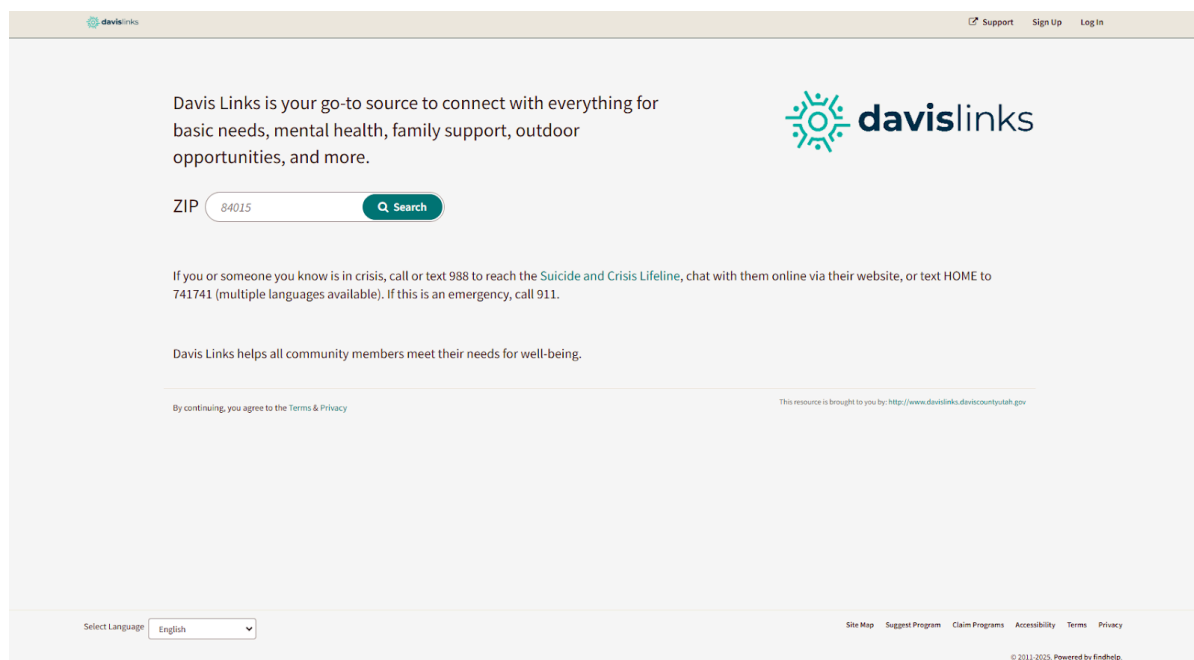 davislinks
Support Sign Up Log In
Davis Links is your go-to source to connect with everything for
basic needs, mental health, family support, outdoor
opportunities, and more.
davislinks
ZIP 84015 Search
If you or someone you know is in crisis, call or text 988 to reach the Suicide and Crisis Lifeline, chat with them online via their website, or text HOME to
741741 (multiple languages available). If this is an emergency, call 911.
Davis Links helps all community members meet their needs for well-being.
By continuing, you agree to the Terms & Privacy
This resource is brought to you by: http://www.davislinks.daviscountyutah.gov
Select Language English
Site Map Suggest Program Claim Programs Accessibility Terms Privacy
© 2011-2025. Powered by findhelp.